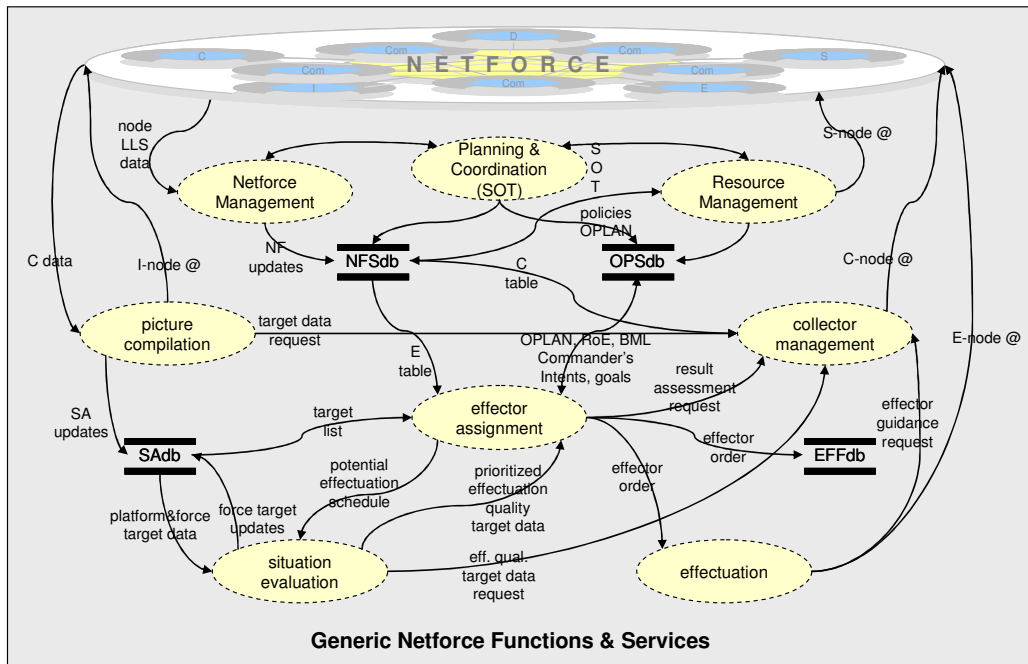 D
C
Com
Com
S
NETFORCE
Com
Com
I
Com
E
node
LLS
data
S-node @
Planning &
Coordination
(SOT)
S
O
T
Netforce
Management
Resource
Management
policies
OPLAN
NF
updates
NFSdb
OPSdb
C data
I-node @
C
table
C-node @
E-node @
picture
compilation
target data
request
collector
management
E
table
OPLAN, RoE, BML
Commander's
Intents, goals
result
assessment
request
SA
updates
target
list
effector
assignment
effector
guidance
request
SAdb
effector
order
EFFdb
potential
effectuation
schedule
prioritized
effectuation
quality
target data
effector
order
platform&force
target data
force target
updates
situation
evaluation
eff. qual.
target data
request
effectuation
Generic Netforce Functions & Services